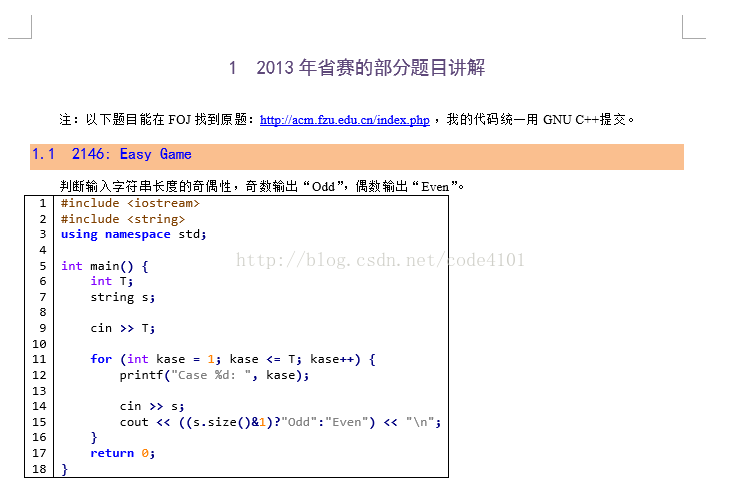 1 2013 年省赛的部分题目讲解
注：以下题目能在 FOJ 找到原题：http://acm.fzu.edu.cn/index.php ，我的代码统一用 GNU C++提交。
1.1 2146: Easy Game
判断输入字符串长度的奇偶性，奇数输出“Odd”，偶数输出“Even”。
1 #include <iostream>
2 #include <string>
3 using namespace std;
4
5 int main() {
6     int T;
7     string s;
8
9     cin >> T;
10
11     for (int kase = 1; kase <= T; kase++) {
12         printf("Case %d: ", kase);
13
14         cin >> s;
15         cout << ((s.size()&1)?"Odd":"Even") << "\n";
16     }
17     return 0;
18 }
http://blog.csdn.net/code4101